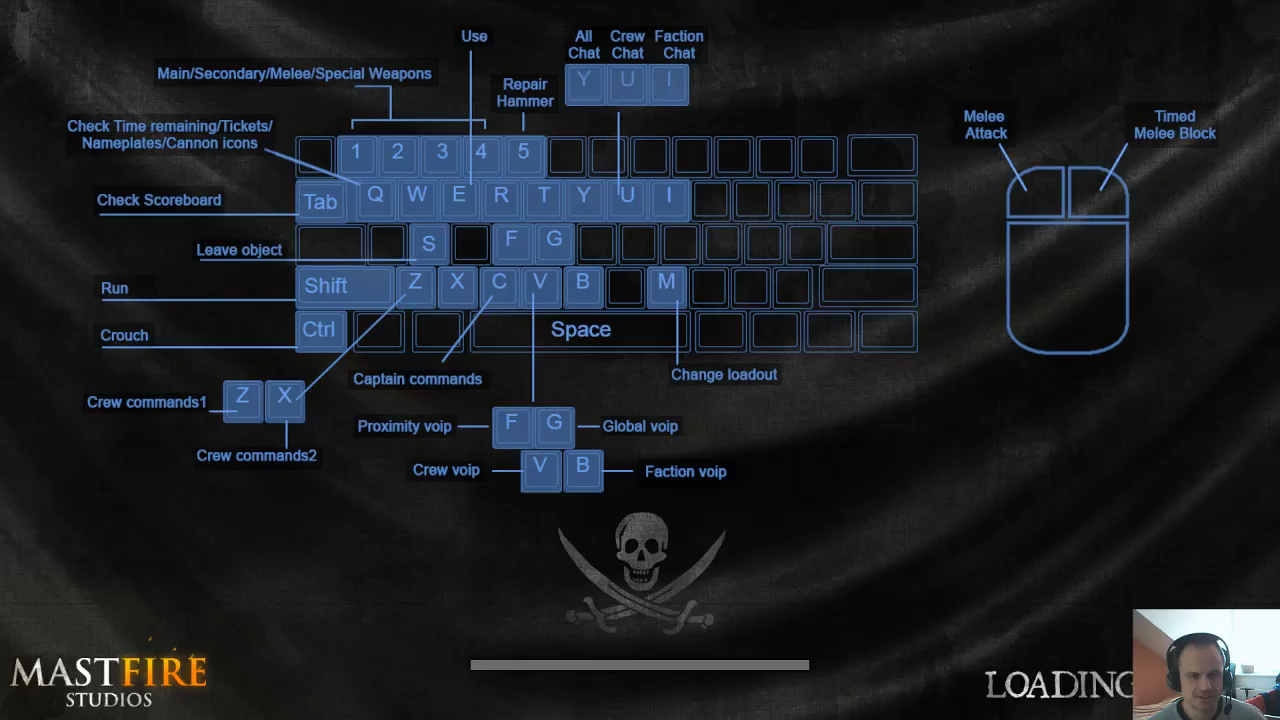 Use
All Chat
Crew Chat
Faction Chat
Y U I
Main/Secondary/Melee/Special Weapons
Repair
Hammer
Melee
Attack
Timed
Melee Block
Check Time remaining/Tickets/
Nameplates/Cannon icons
1 2 3 4 5
Check Scoreboard
Tab Q W E R T Y U I
Leave object
S F G
Run
Shift Z X C V B M
Crouch
Ctrl Space
Captain commands
Change loadout
Crew commands1
Z X
Crew commands2
Proximity voip
F G
Global voip
Crew voip
V B
Faction voip
MASTFIRE
STUDIOS
LOADING